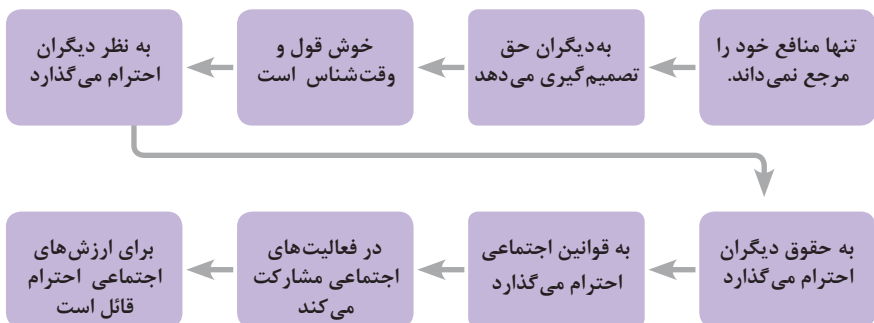 تنها منافع خود را
مرجع نمی‌داند.
به‌دیگران حق
تصمیم‌گیری می‌دهد
خوش قول و
وقت‌شناس است
به نظر دیگران
احترام می‌گذارد
به حقوق دیگران
احترام می‌گذارد
به قوانین اجتماعی
احترام می‌گذارد
در فعالیت‌های
اجتماعی مشارکت
می‌کند
برای ارزش‌های
اجتماعی احترام
قائل است